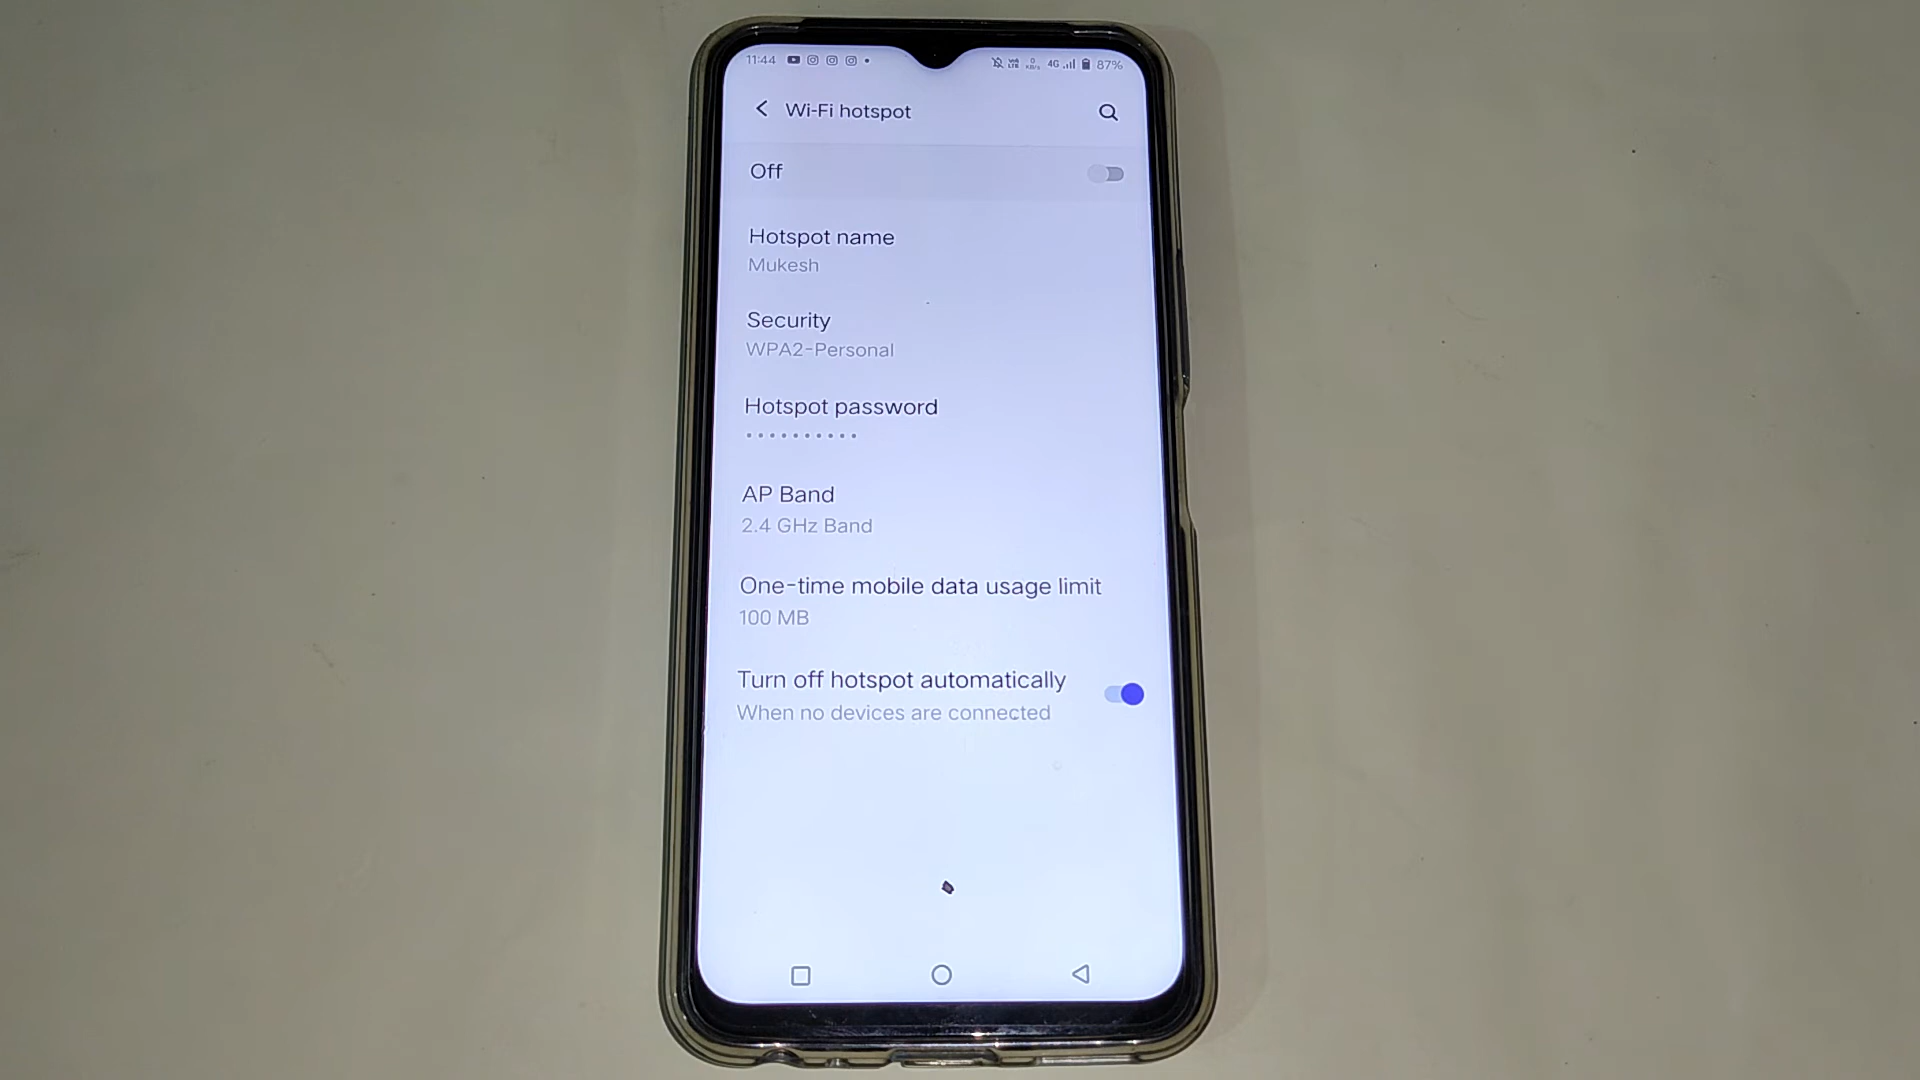 11:44 4G 87%
Wi-Fi hotspot
Off
Hotspot name
Mukesh
Security
WPA2-Personal
Hotspot password
••••••••••
AP Band
2.4 GHz Band
One-time mobile data usage limit
100 MB
Turn off hotspot automatically
When no devices are connected